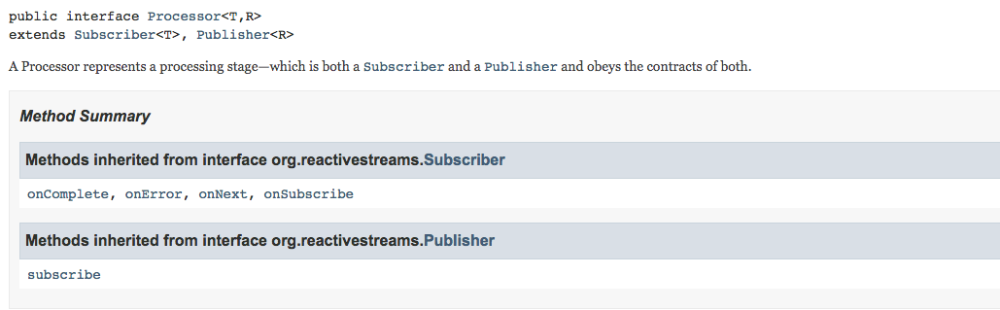 public interface Processor<T,R>
extends Subscriber<T>, Publisher<R>
A Processor represents a processing stage—which is both a Subscriber and a Publisher and obeys the contracts of both.
Method Summary
Methods inherited from interface org.reactivestreams.Subscriber
onComplete, onError, onNext, onSubscribe
Methods inherited from interface org.reactivestreams.Publisher
subscribe